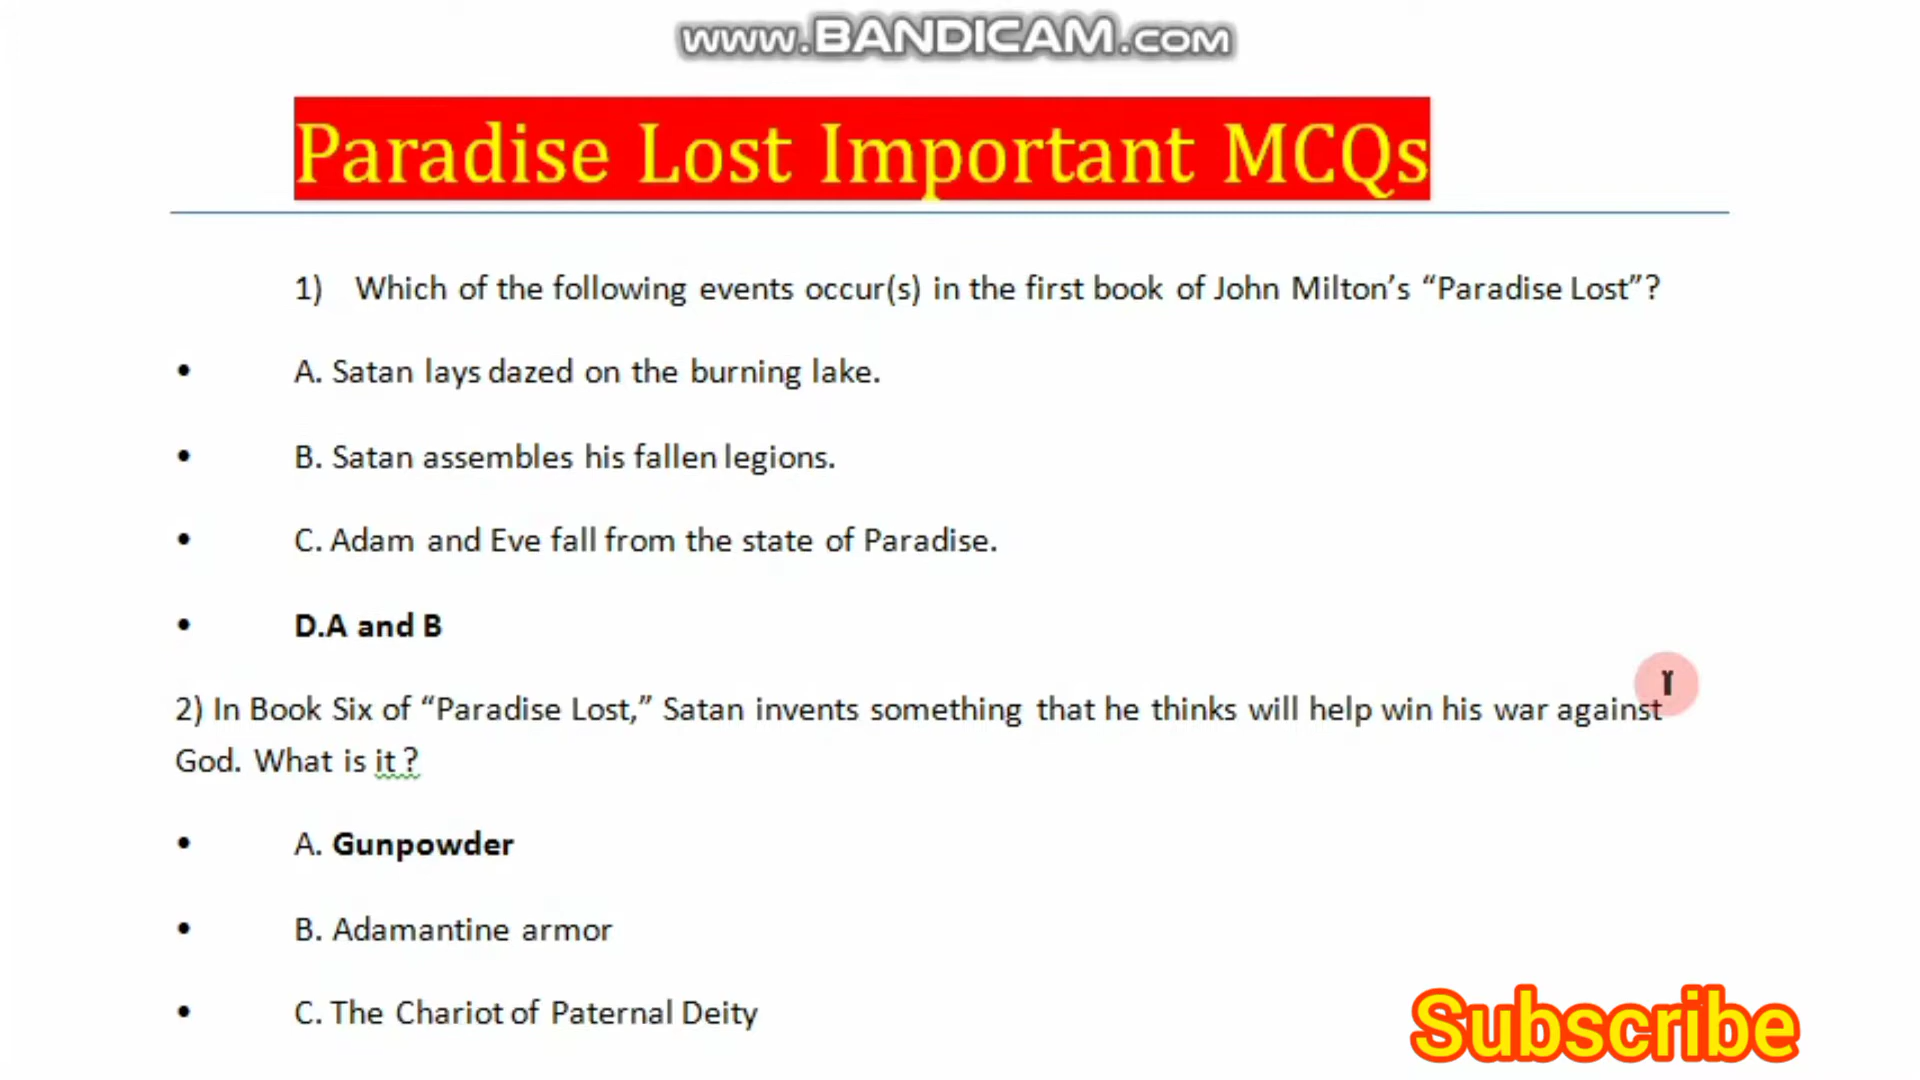 www.BANDICAM.com
Paradise Lost Important MCQs
1) Which of the following events occur(s) in the first book of John Milton’s “Paradise Lost”?
• A. Satan lays dazed on the burning lake.
• B. Satan assembles his fallen legions.
• C. Adam and Eve fall from the state of Paradise.
• D.A and B
2) In Book Six of “Paradise Lost,” Satan invents something that he thinks will help win his war against
God. What is it ?
• A. Gunpowder
• B. Adamantine armor
• C. The Chariot of Paternal Deity
Subscribe